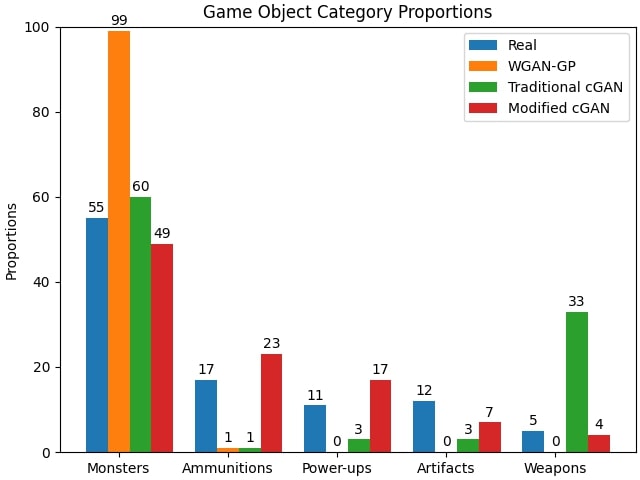 Game Object Category Proportions
Real
WGAN-GP
Traditional cGAN
Modified cGAN
Proportions
100
80
60
40
20
0
55
99
60
49
17
1
1
23
11
0
3
17
12
0
3
7
5
0
33
4
Monsters
Ammunitions
Power-ups
Artifacts
Weapons